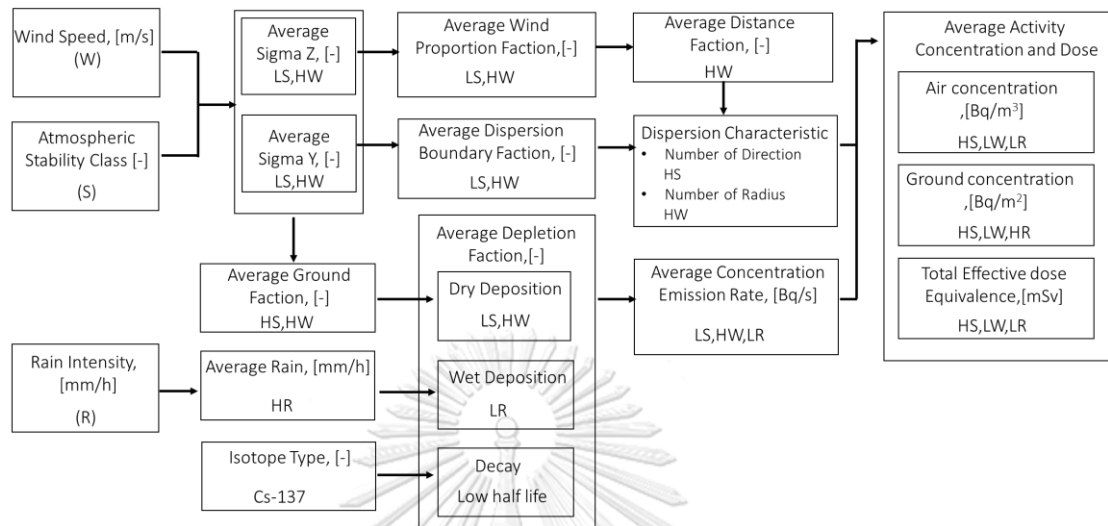 Wind Speed, [m/s]
(W)
Atmospheric
Stability Class [-]
(S)
Average
Sigma Z, [-]
LS,HW
Average
Sigma Y, [-]
LS,HW
Average Wind
Proportion Faction,[-]
LS,HW
Average Dispersion
Boundary Faction, [-]
LS,HW
Average Distance
Faction, [-]
HW
Dispersion Characteristic
• Number of Direction
HS
• Number of Radius
HW
Average Activity
Concentration and Dose
Air concentration
,[Bq/m³]
HS,LW,LR
Ground concentration
,[Bq/m²]
HS,LW,HR
Total Effective dose
Equivalence,[mSv]
HS,LW,LR
Average Ground
Faction, [-]
HS,HW
Average Depletion
Faction,[-]
Dry Deposition
LS,HW
Wet Deposition
LR
Decay
Low half life
Average Concentration
Emission Rate, [Bq/s]
LS,HW,LR
Rain Intensity,
[mm/h]
(R)
Average Rain, [mm/h]
HR
Isotope Type, [-]
Cs-137